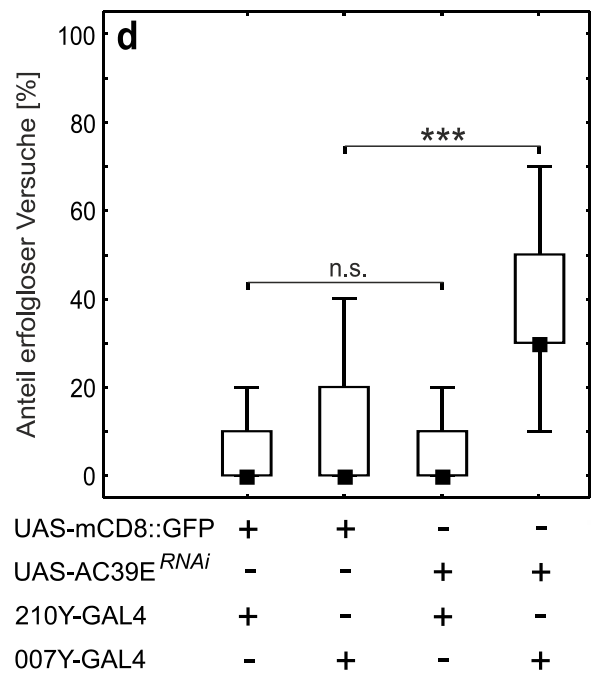 d
100
80
60
40
20
0
Anteil erfolgloser Versuche [%]
***
n.s.
UAS-mCD8::GFP + + - -
UAS-AC39E RNAi - - + +
210Y-GAL4 + - + -
007Y-GAL4 - + - +